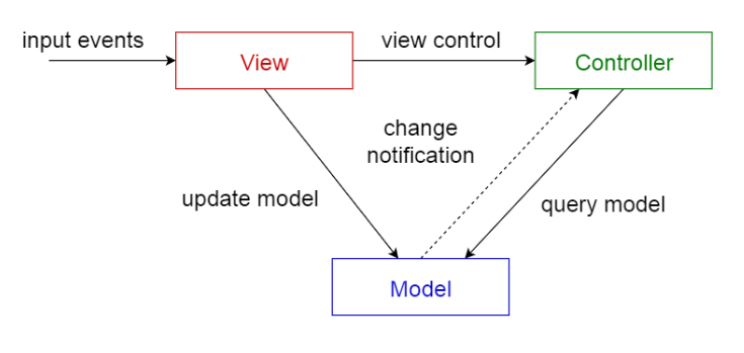 input events
View
view control
Controller
change
notification
update model
query model
Model